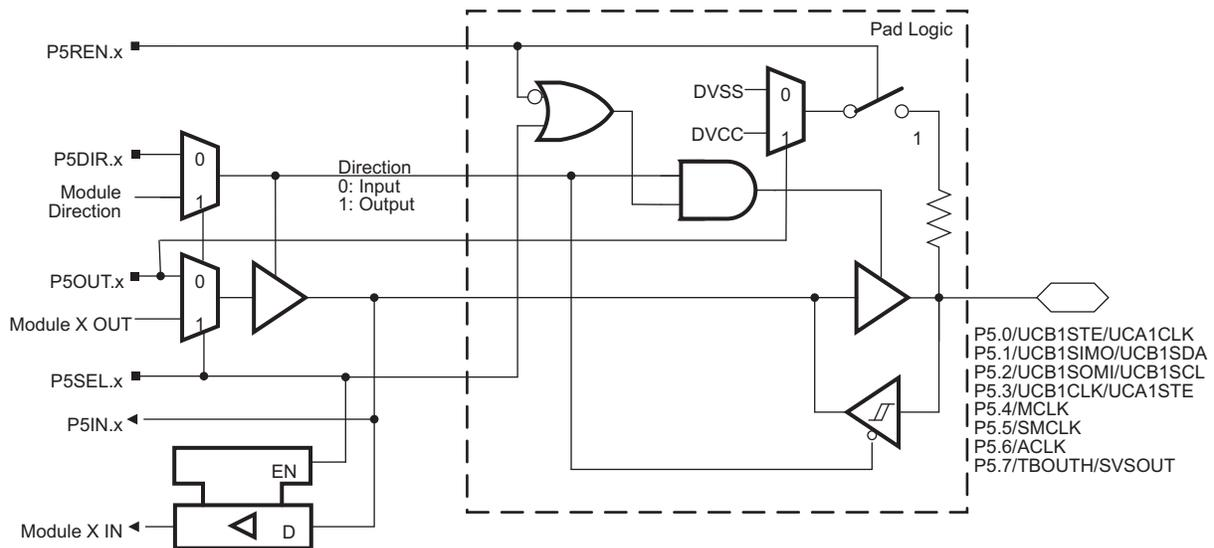 Pad Logic
P5REN.x
DVSS
0
DVCC
1
1
P5DIR.x
0
Direction
0: Input
1: Output
Module
Direction
1
P5OUT.x
0
Module X OUT
1
P5.0/UCB1STE/UCA1CLK
P5.1/UCB1SIMO/UCB1SDA
P5.2/UCB1SOMI/UCB1SCL
P5.3/UCB1CLK/UCA1STE
P5.4/MCLK
P5.5/SMCLK
P5.6/ACLK
P5.7/TBOUTH/SVSOUT
P5SEL.x
P5IN.x
EN
Module X IN
D